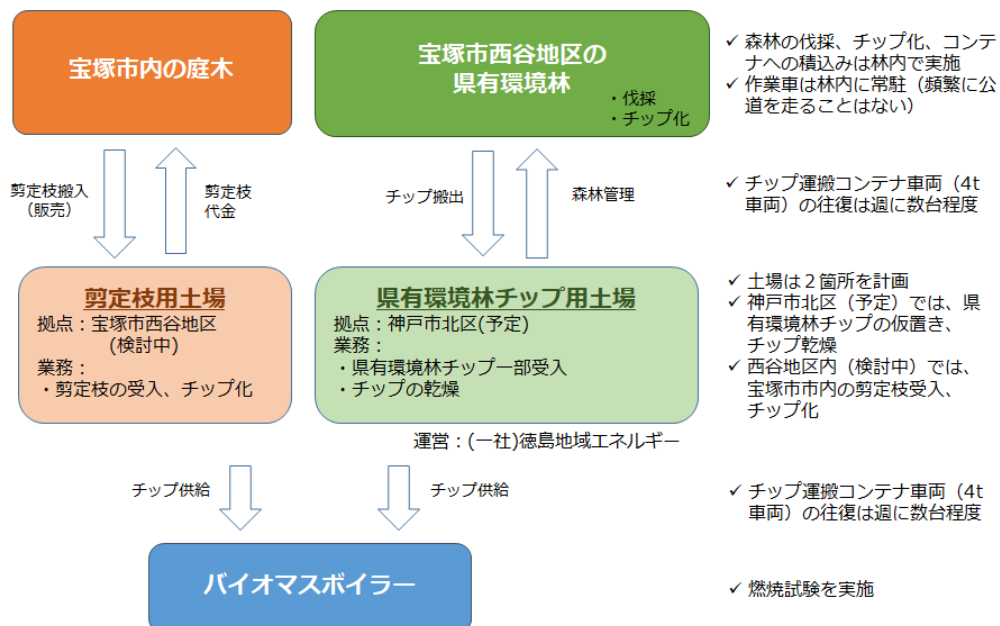 宝塚市内の庭木
宝塚市西谷地区の
県有環境林
・伐採
・チップ化
✓ 森林の伐採、チップ化、コンテ
ナへの積込みは林内で実施
✓ 作業車は林内に常駐（頻繁に公
道を走ることはない）
剪定枝搬入
（販売）
剪定枝
代金
チップ搬出
森林管理
✓ チップ運搬コンテナ車両（4t
車両）の往復は週に数台程度
剪定枝用土場
拠点：宝塚市西谷地区
(検討中)
業務：
・剪定枝の受入、チップ化
県有環境林チップ用土場
拠点：神戸市北区(予定)
業務：
・県有環境林チップ一部受入
・チップの乾燥
✓ 土場は２箇所を計画
✓ 神戸市北区（予定）では、県
有環境林チップの仮置き、
チップ乾燥
✓ 西谷地区内（検討中）では、
宝塚市市内の剪定枝受入、
チップ化
運営：(一社)徳島地域エネルギー
チップ供給
チップ供給
✓ チップ運搬コンテナ車両（4t
車両）の往復は週に数台程度
バイオマスボイラー
✓ 燃焼試験を実施